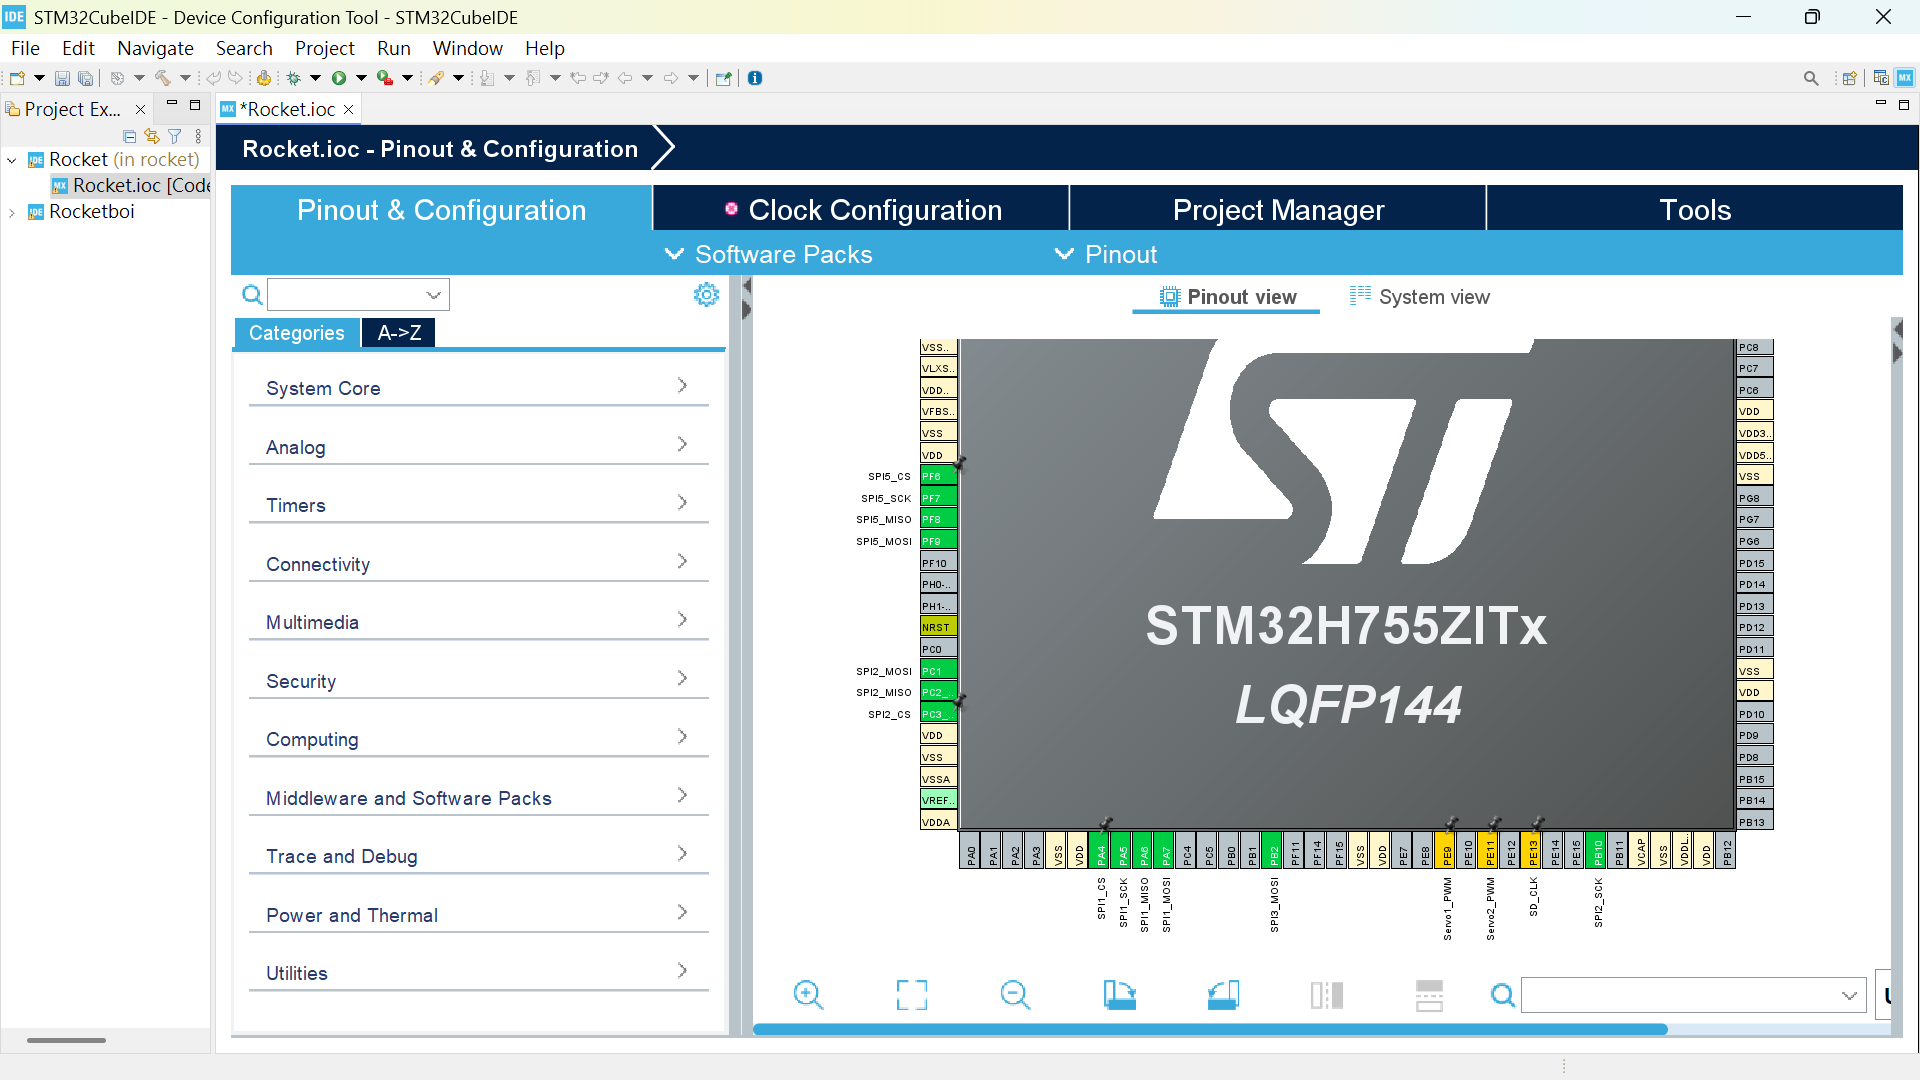 IDE STM32CubeIDE - Device Configuration Tool - STM32CubeIDE
File Edit Navigate Search Project Run Window Help
Project Ex...
*Rocket.ioc
Rocket (in rocket)
Rocket.ioc [Code
Rocketboi
Rocket.ioc - Pinout & Configuration
Pinout & Configuration
Clock Configuration
Project Manager
Tools
Software Packs
Pinout
Categories
A->Z
System Core
Analog
Timers
Connectivity
Multimedia
Security
Computing
Middleware and Software Packs
Trace and Debug
Power and Thermal
Utilities
Pinout view
System view
VSS..
VLXS..
VDD..
VFBS..
VSS
VDD
SPI5_CS PF6
SPI5_SCK PF7
SPI5_MISO PF8
SPI5_MOSI PF9
PF10
PH0-..
PH1-..
NRST
PC0
SPI2_MOSI PC1
SPI2_MISO PC2_..
SPI2_CS PC3_..
VDD
VSS
VSSA
VREF..
VDDA
STM32H755ZITx
LQFP144
PC8
PC7
PC6
VDD
VDD3..
VDD5..
VSS
PG8
PG7
PG6
PD15
PD14
PD13
PD12
PD11
VSS
VDD
PD10
PD9
PD8
PB15
PB14
PB13
PA0
PA1
PA2
PA3
VSS
VDD
PA4
PA5
PA6
PA7
PC4
PC5
PB0
PB1
PB2
PF11
PF14
PF15
VSS
VDD
PE7
PE8
PE9
PE10
PE11
PE12
PE13
PE14
PE15
PB10
PB11
VCAP
VSS
VDDL..
VDD
PB12
SPI1_CS
SPI1_SCK
SPI1_MISO
SPI1_MOSI
SPI3_MOSI
Servo1_PWM
Servo2_PWM
SD_CLK
SPI2_SCK